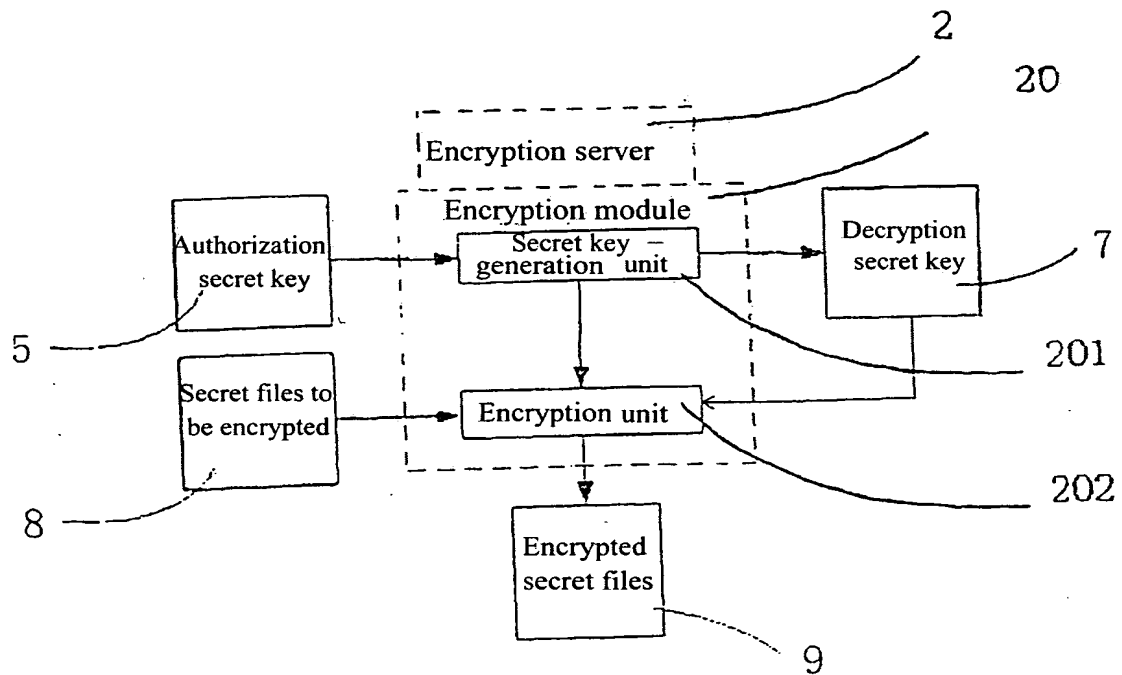 2
20
Encryption server
Encryption module
Authorization
secret key
Secret key –
generation unit
Decryption
secret key
7
5
201
Secret files to
be encrypted
Encryption unit
8
202
Encrypted
secret files
9